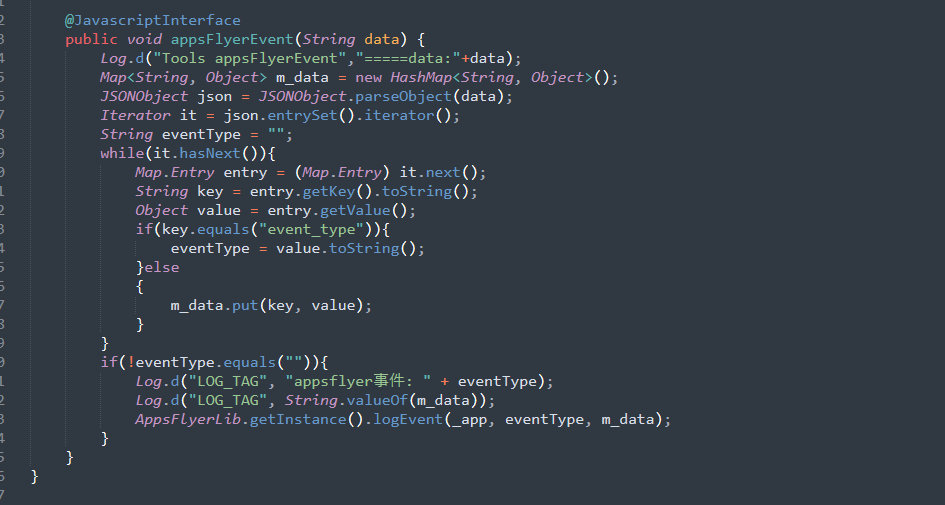 @JavascriptInterface
public void appsFlyerEvent(String data) {
Log.d("Tools appsFlyerEvent","=====data:"+data);
Map<String, Object> m_data = new HashMap<String, Object>();
JSONObject json = JSONObject.parseObject(data);
Iterator it = json.entrySet().iterator();
String eventType = "";
while(it.hasNext()){
Map.Entry entry = (Map.Entry) it.next();
String key = entry.getKey().toString();
Object value = entry.getValue();
if(key.equals("event_type")){
eventType = value.toString();
}else
{
m_data.put(key, value);
}
}
if(!eventType.equals("")){
Log.d("LOG_TAG", "appsflyer事件: " + eventType);
Log.d("LOG_TAG", String.valueOf(m_data));
AppsFlyerLib.getInstance().logEvent(_app, eventType, m_data);
}
}
}